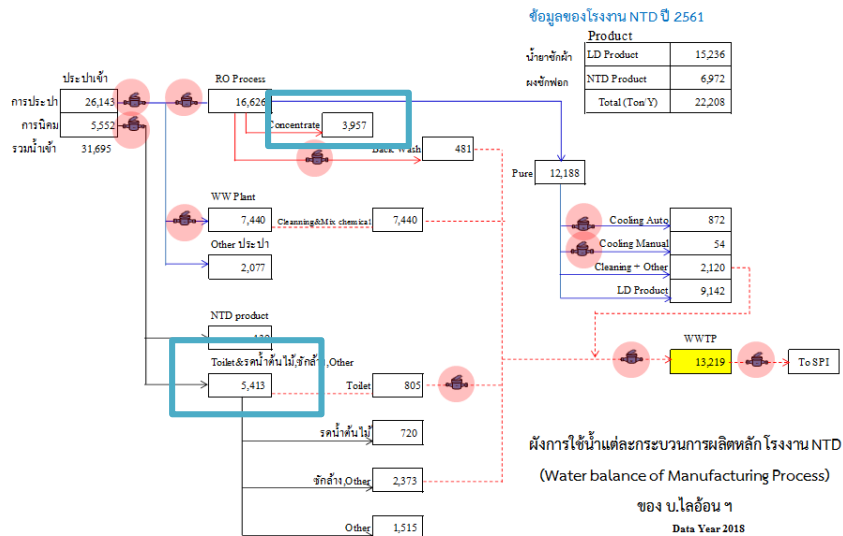 ข้อมูลของโรงงาน NTD ปี 2561
Product
น้ำยาซักผ้า LD Product 15,236
ผงซักฟอก NTD Product 6,972
Total (Ton/Y) 22,208
ประปาเข้า
การประปา 26,143
การนิคม 5,552
รวมน้ำเข้า 31,695
RO Process
16,626
Concentrate 3,957
Back Wash 481
Pure 12,188
WW Plant
7,440 Cleanning&Mix chemical 7,440
Other ประปา
2,077
Cooling Auto 872
Cooling Manual 54
Cleaning + Other 2,120
LD Product 9,142
NTD product
Toilet&รดน้ำต้นไม้,ซักล้าง,Other
5,413 Toilet 805
รดน้ำต้นไม้ 720
ซักล้าง,Other 2,373
Other 1,515
WWTP
13,219 To SPI
ผังการใช้น้ำแต่ละกระบวนการผลิตหลัก โรงงาน NTD
(Water balance of Manufacturing Process)
ของ บ.ไลอ้อน ฯ
Data Year 2018